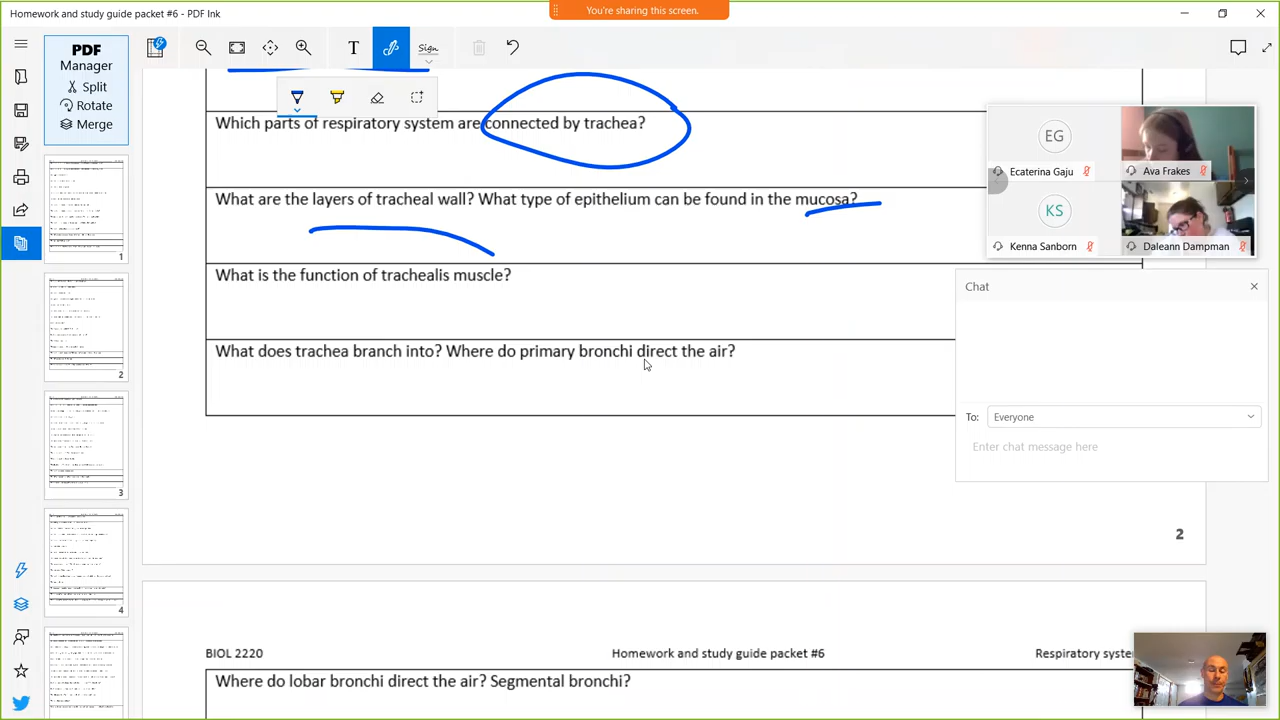 Homework and study guide packet #6 - PDF Ink
You're sharing this screen.
PDF
Manager
Split
Rotate
Merge
T
Sign
Which parts of respiratory system are connected by trachea?
What are the layers of tracheal wall? What type of epithelium can be found in the mucosa?
What is the function of trachealis muscle?
What does trachea branch into? Where do primary bronchi direct the air?
2
BIOL 2220
Homework and study guide packet #6
Respiratory syste
Where do lobar bronchi direct the air? Segmental bronchi?
EG
Ecaterina Gaju
Ava Frakes
KS
Kenna Sanborn
Daleann Dampman
Chat
To:
Everyone
Enter chat message here
1
2
3
4